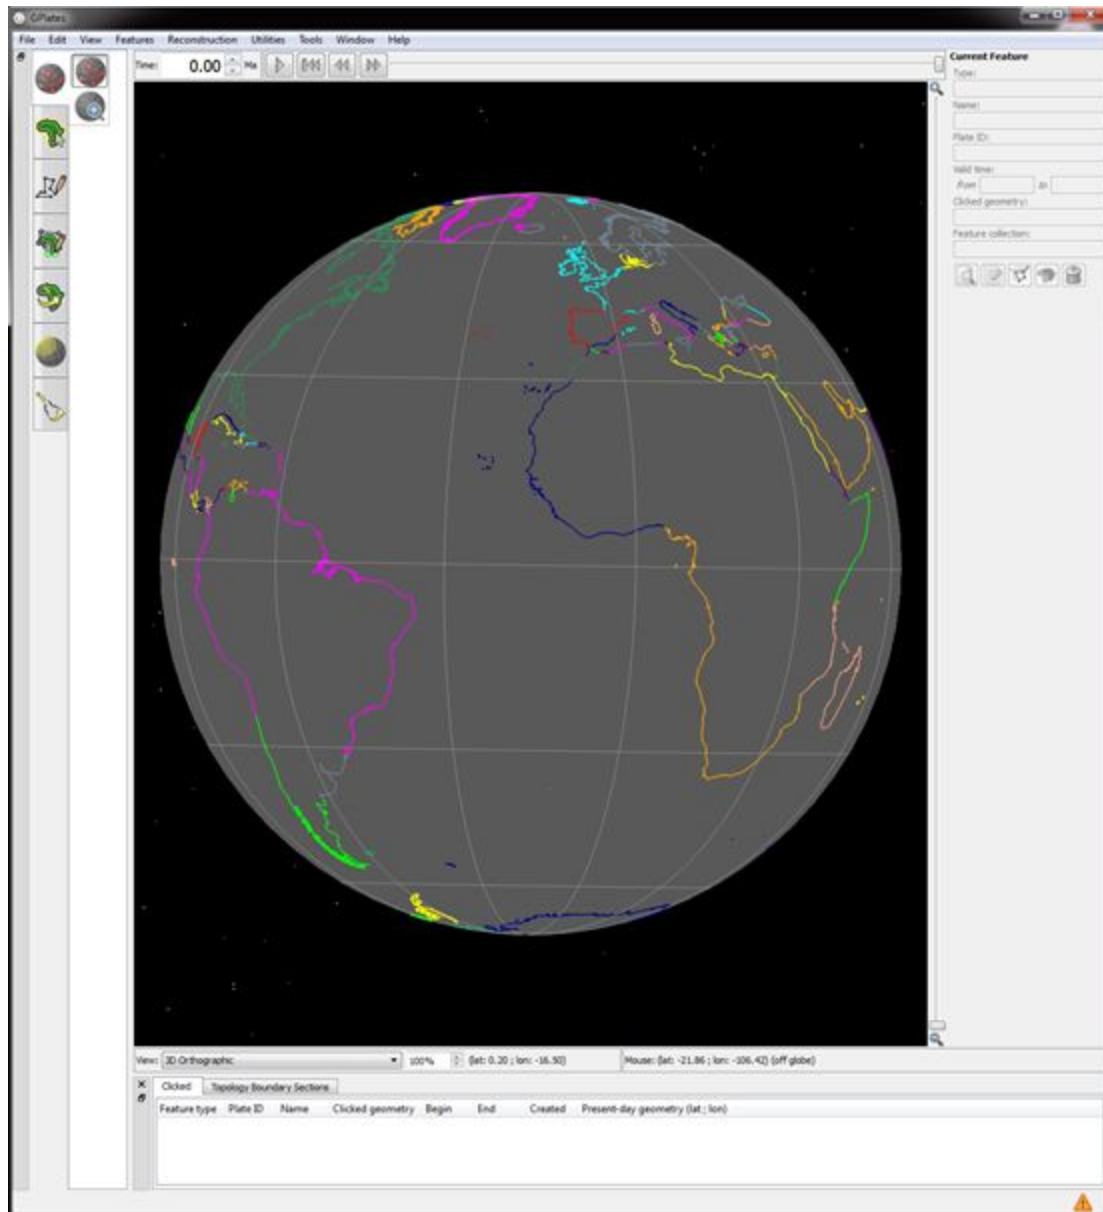 GPlates
File Edit View Features Reconstruction Utilities Tools Window Help
Time: 0.00 Ma
Current Feature
Type:
Name:
Plate ID:
Valid time:
from to
Clicked geometry:
Feature collection:
View: 3D Orthographic 100% (lat: 0.20 ; lon: -16.50) Mouse: (lat: -21.86 ; lon: -106.42) (off globe)
Clicked Topology Boundary Sections
Feature type Plate ID Name Clicked geometry Begin End Created Present-day geometry (lat ; lon)